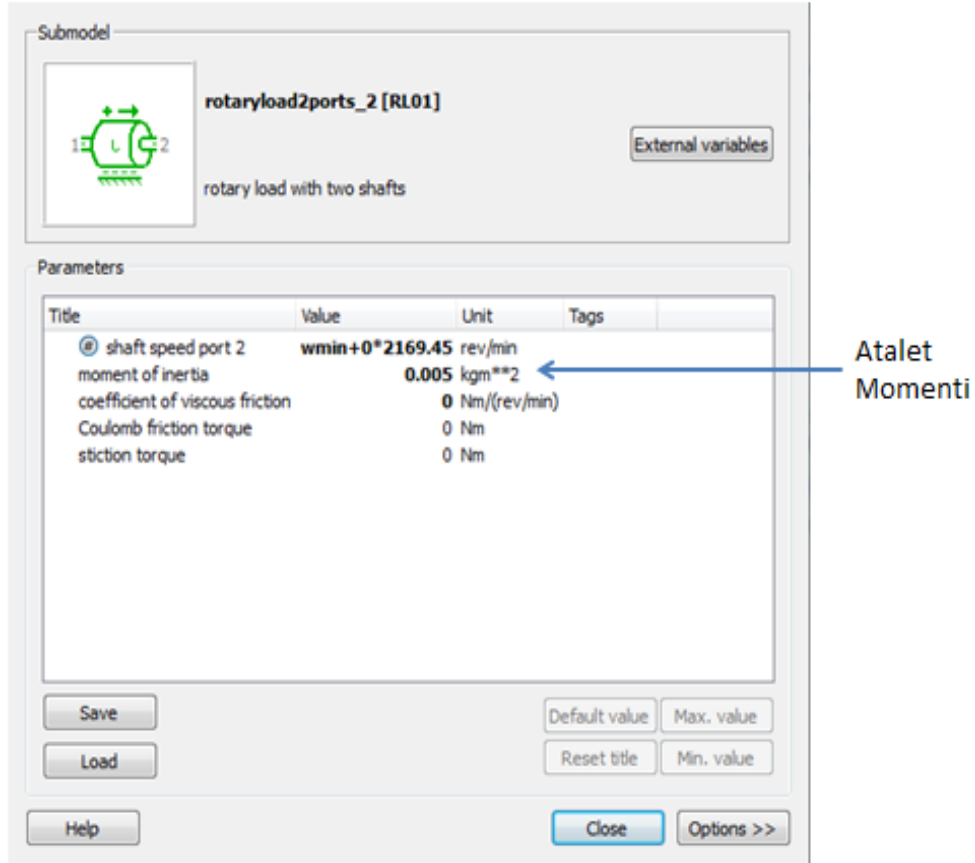 Submodel
rotaryload2ports_2 [RL01]
1 2
External variables
rotary load with two shafts
Parameters
Title Value Unit Tags
# shaft speed port 2 wmin+0*2169.45 rev/min
moment of inertia 0.005 kgm**2
coefficient of viscous friction 0 Nm/(rev/min)
Coulomb friction torque 0 Nm
stiction torque 0 Nm
Atalet
Momenti
Save Default value Max. value
Load Reset title Min. value
Help Close Options >>